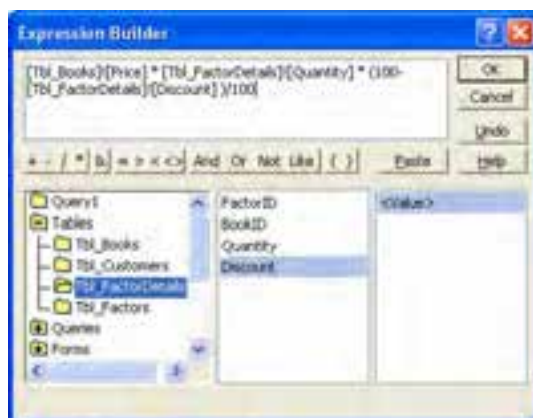 Expression Builder
[Tbl_Books]![Price] * [Tbl_FactorDetails]![Quantity] * (100-
[Tbl_FactorDetails]![Discount] )/100
OK
Cancel
Undo
+ - / * & = > < <> And Or Not Like ( ) Paste Help
Query1
Tables
Tbl_Books
Tbl_Customers
Tbl_FactorDetails
Tbl_Factors
Queries
Forms
FactorID
BookID
Quantity
Discount
<Value>